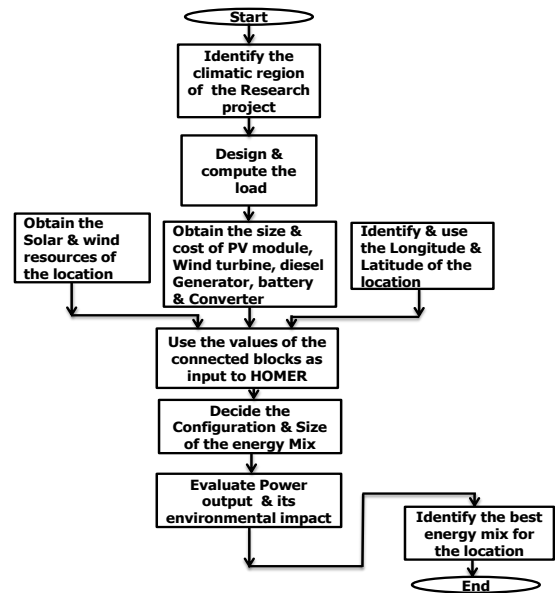 Start
Identify the
climatic region
of the Research
project
Design &
compute the
load
Obtain the
Solar & wind
resources of
the location
Obtain the size &
cost of PV module,
Wind turbine, diesel
Generator, battery
& Converter
Identify & use
the Longitude &
Latitude of the
location
Use the values of the
connected blocks as
input to HOMER
Decide the
Configuration & Size
of the energy Mix
Evaluate Power
output & its
environmental impact
Identify the best
energy mix for
the location
End